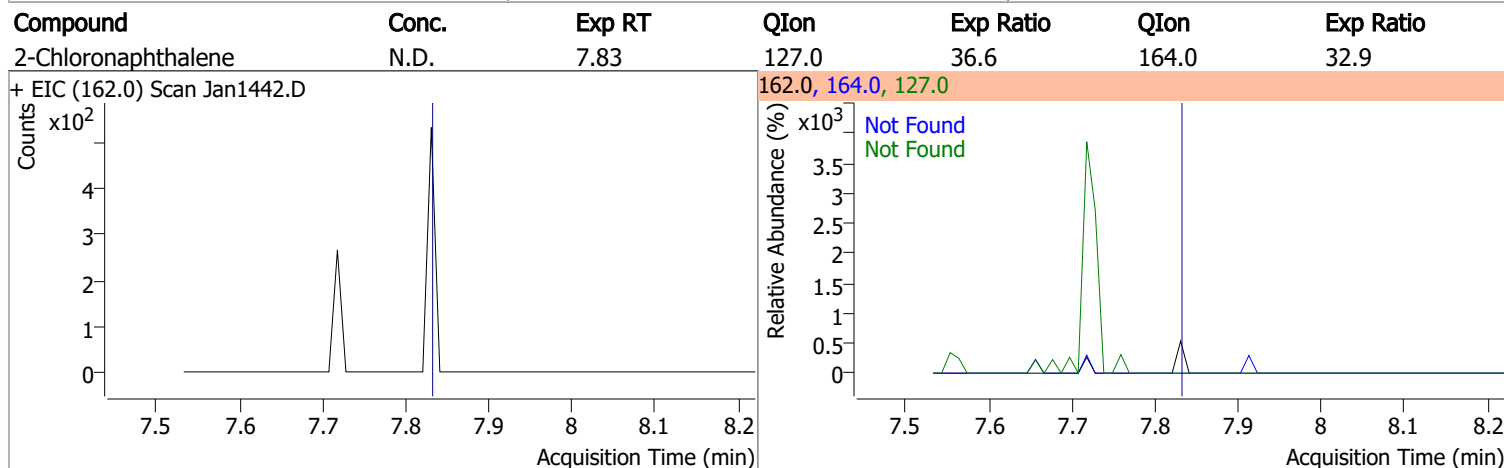 Compound Conc. Exp RT QIon Exp Ratio QIon Exp Ratio
2-Chloronaphthalene N.D. 7.83 127.0 36.6 164.0 32.9
+ EIC (162.0) Scan Jan1442.D
Counts
x10²
4
3
2
1
0
7.5 7.6 7.7 7.8 7.9 8 8.1 8.2
Acquisition Time (min)
162.0, 164.0, 127.0
Relative Abundance (%)
x10³
Not Found
Not Found
3.5
3
2.5
2
1.5
1
0.5
0
7.5 7.6 7.7 7.8 7.9 8 8.1 8.2
Acquisition Time (min)